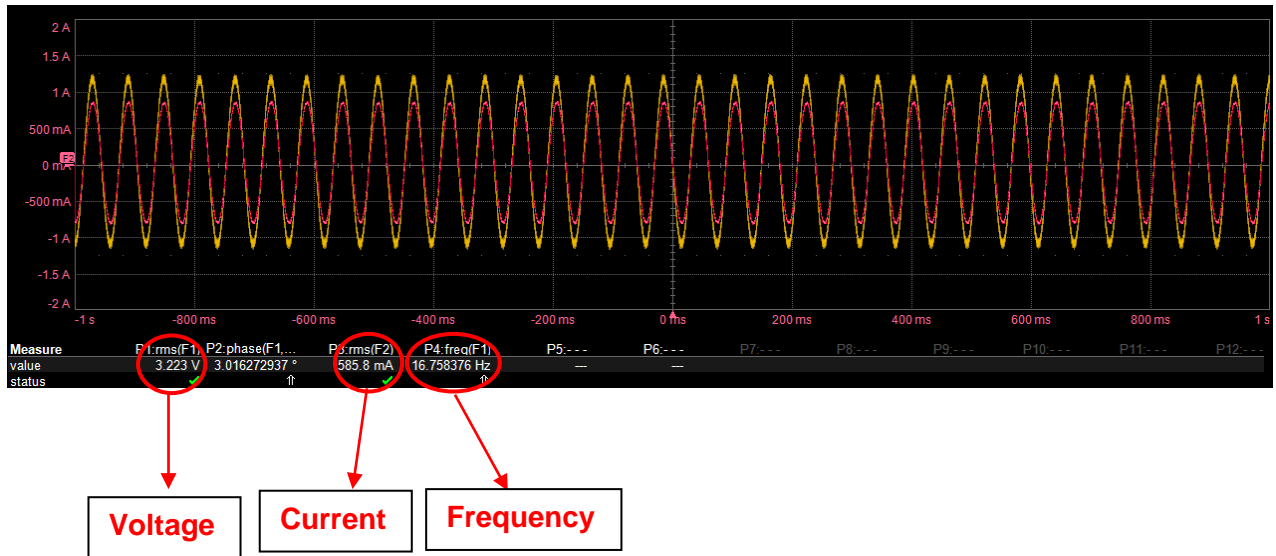 2 A
1.5 A
1 A
500 mA
F2
0 mA
-500 mA
-1 A
-1.5 A
-2 A
-1 s -800 ms -600 ms -400 ms -200 ms 0 ms 200 ms 400 ms 600 ms 800 ms 1 s
Measure P1:rms(F1) P2:phase(F1,... P3:rms(F2) P4:freq(F1) P5:- - - P6:- - - P7:- - - P8:- - - P9:- - - P10:- - - P11:- - - P12:- - -
value 3.223 V 3.016272937 ° 585.8 mA 16.758376 Hz --- ---
status
Voltage Current Frequency